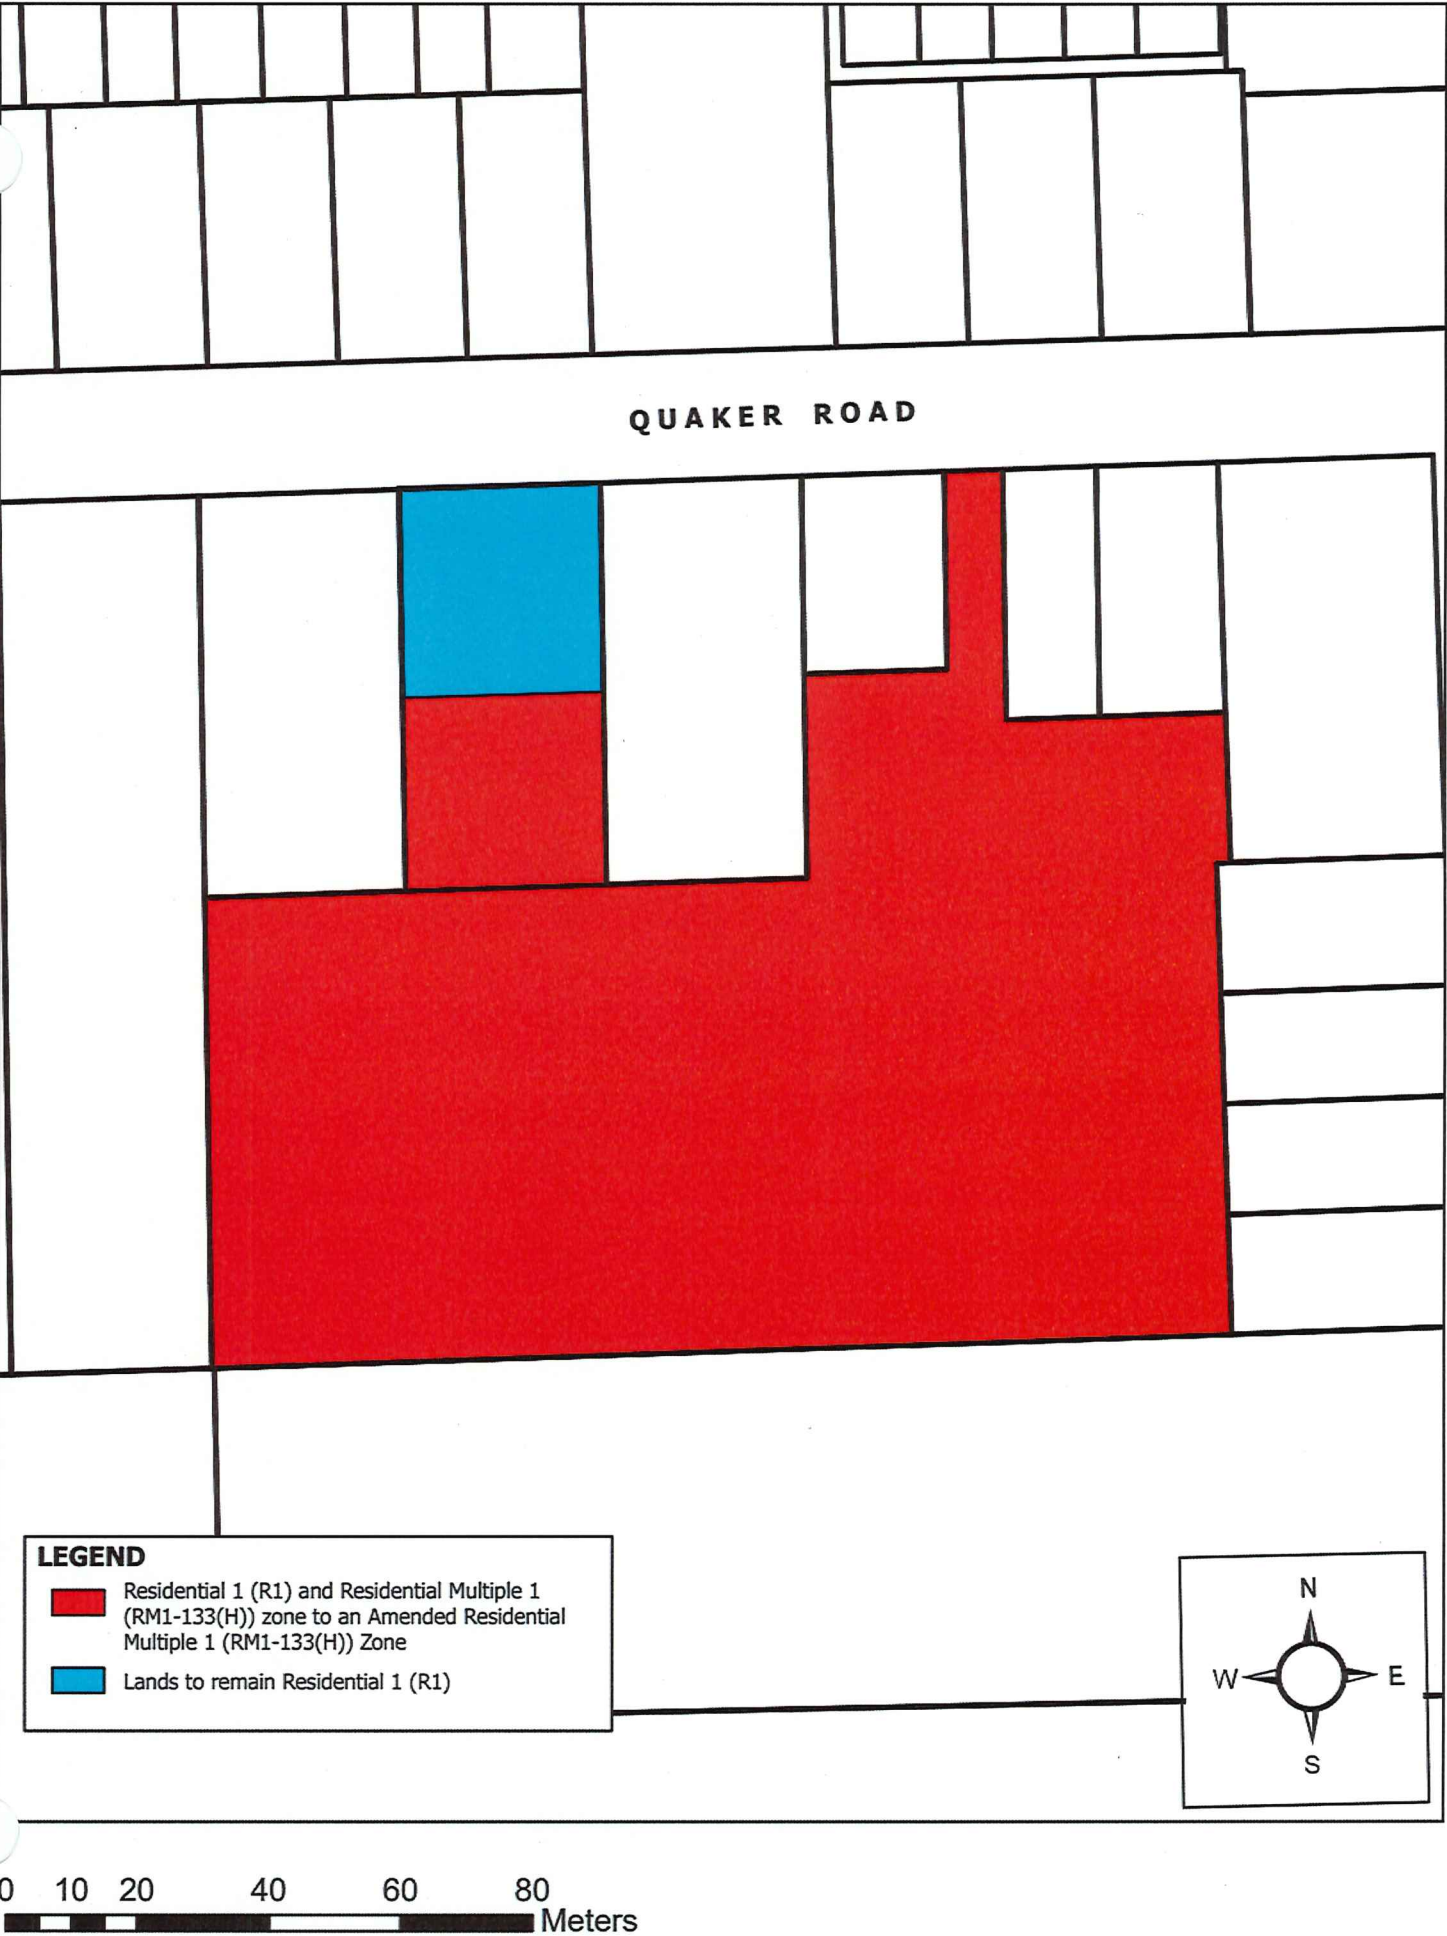 QUAKER ROAD
LEGEND
Residential 1 (R1) and Residential Multiple 1
(RM1-133(H)) zone to an Amended Residential
Multiple 1 (RM1-133(H)) Zone
Lands to remain Residential 1 (R1)
N
W E
S
0 10 20 40 60 80
Meters